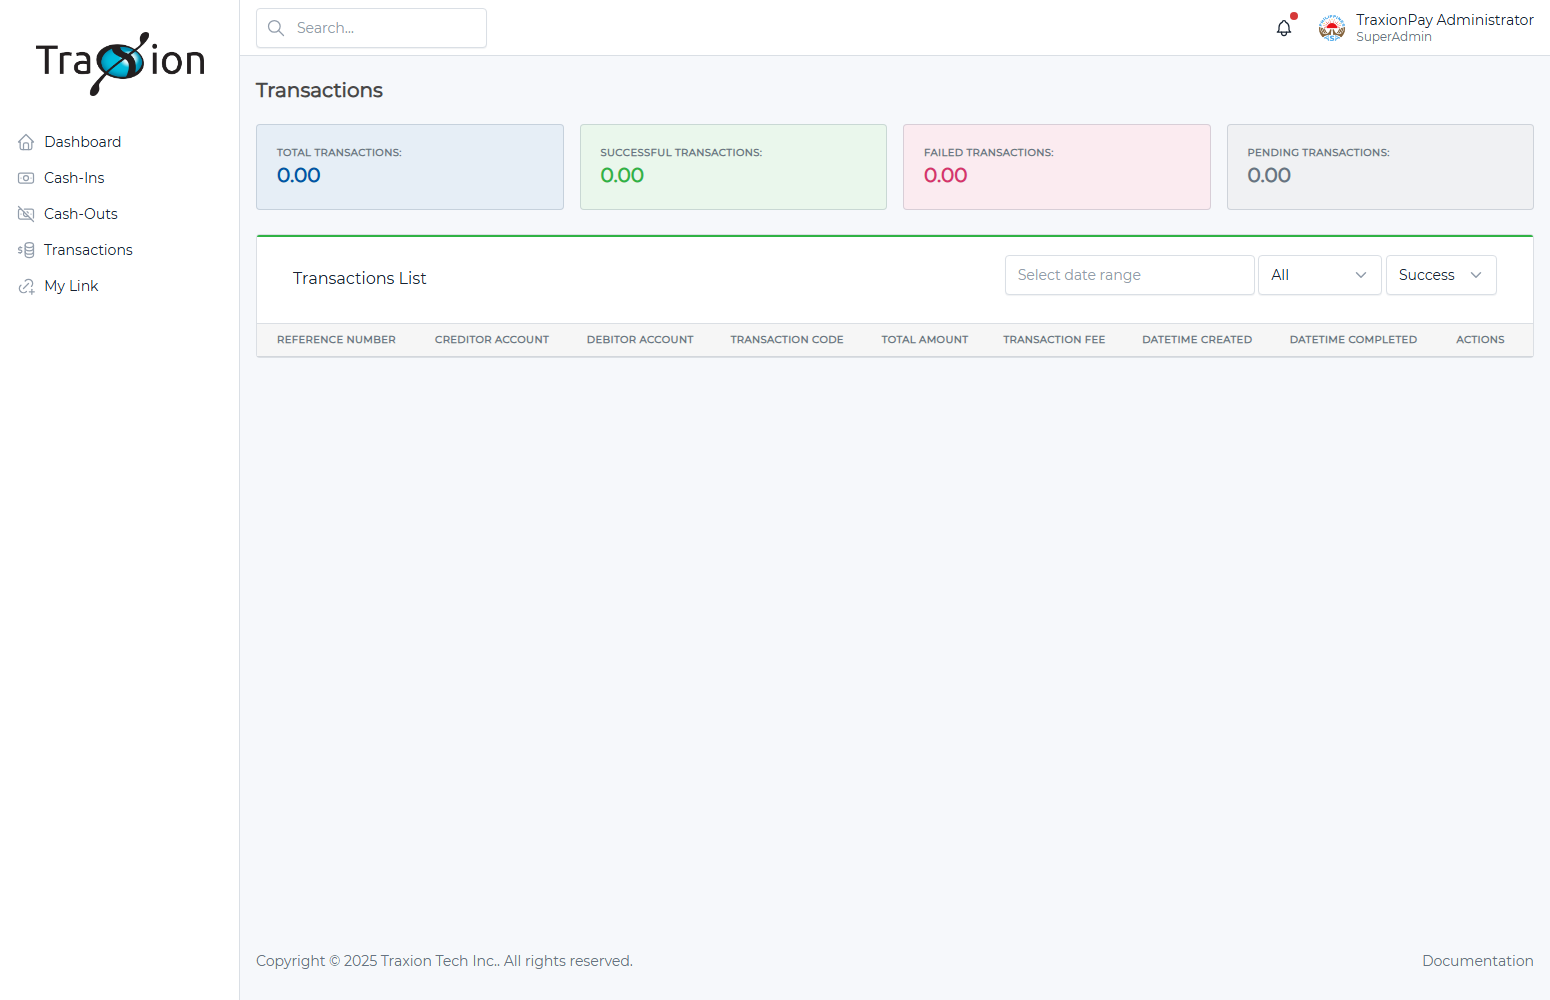 Traxion
Search...
TraxionPay Administrator
SuperAdmin
Dashboard
Cash-Ins
Cash-Outs
Transactions
My Link
Transactions
TOTAL TRANSACTIONS:
0.00
SUCCESSFUL TRANSACTIONS:
0.00
FAILED TRANSACTIONS:
0.00
PENDING TRANSACTIONS:
0.00
Transactions List
Select date range
All
Success
REFERENCE NUMBER CREDITOR ACCOUNT DEBITOR ACCOUNT TRANSACTION CODE TOTAL AMOUNT TRANSACTION FEE DATETIME CREATED DATETIME COMPLETED ACTIONS
Copyright © 2025 Traxion Tech Inc.. All rights reserved.
Documentation